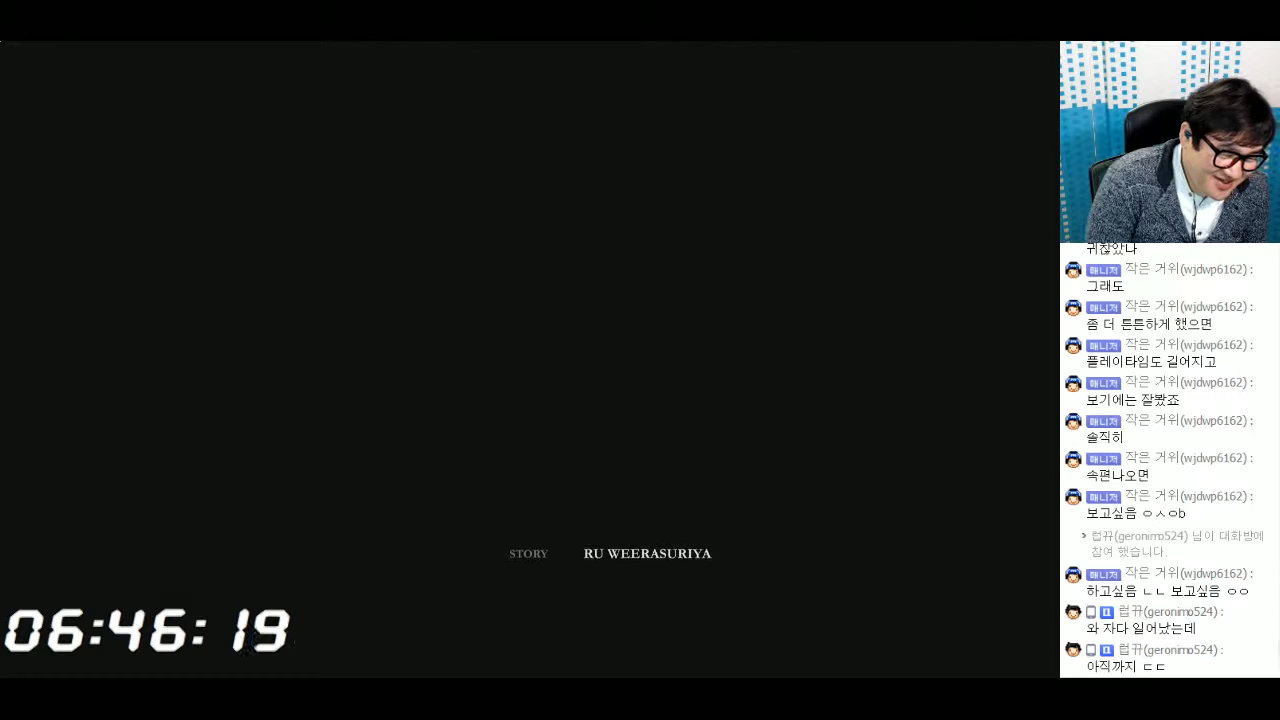 STORY RU WEERASURIYA
06:46:19
귀찮았나
매니저 작은 거위(wjdwp6162) :
그래도
매니저 작은 거위(wjdwp6162) :
좀 더 튼튼하게 했으면
매니저 작은 거위(wjdwp6162) :
플레이타임도 길어지고
매니저 작은 거위(wjdwp6162) :
보기에는 잘봤죠
매니저 작은 거위(wjdwp6162) :
솔직히
매니저 작은 거위(wjdwp6162) :
속편나오면
매니저 작은 거위(wjdwp6162) :
보고싶음 ㅇㅅㅇb
럽뀨(geronimo524) 님이 대화방에
참여 했습니다.
매니저 작은 거위(wjdwp6162) :
하고싶음 ㄴㄴ 보고싶음 ㅇㅇ
럽뀨(geronimo524) :
와 자다 일어났는데
럽뀨(geronimo524) :
아직까지 ㄷㄷ